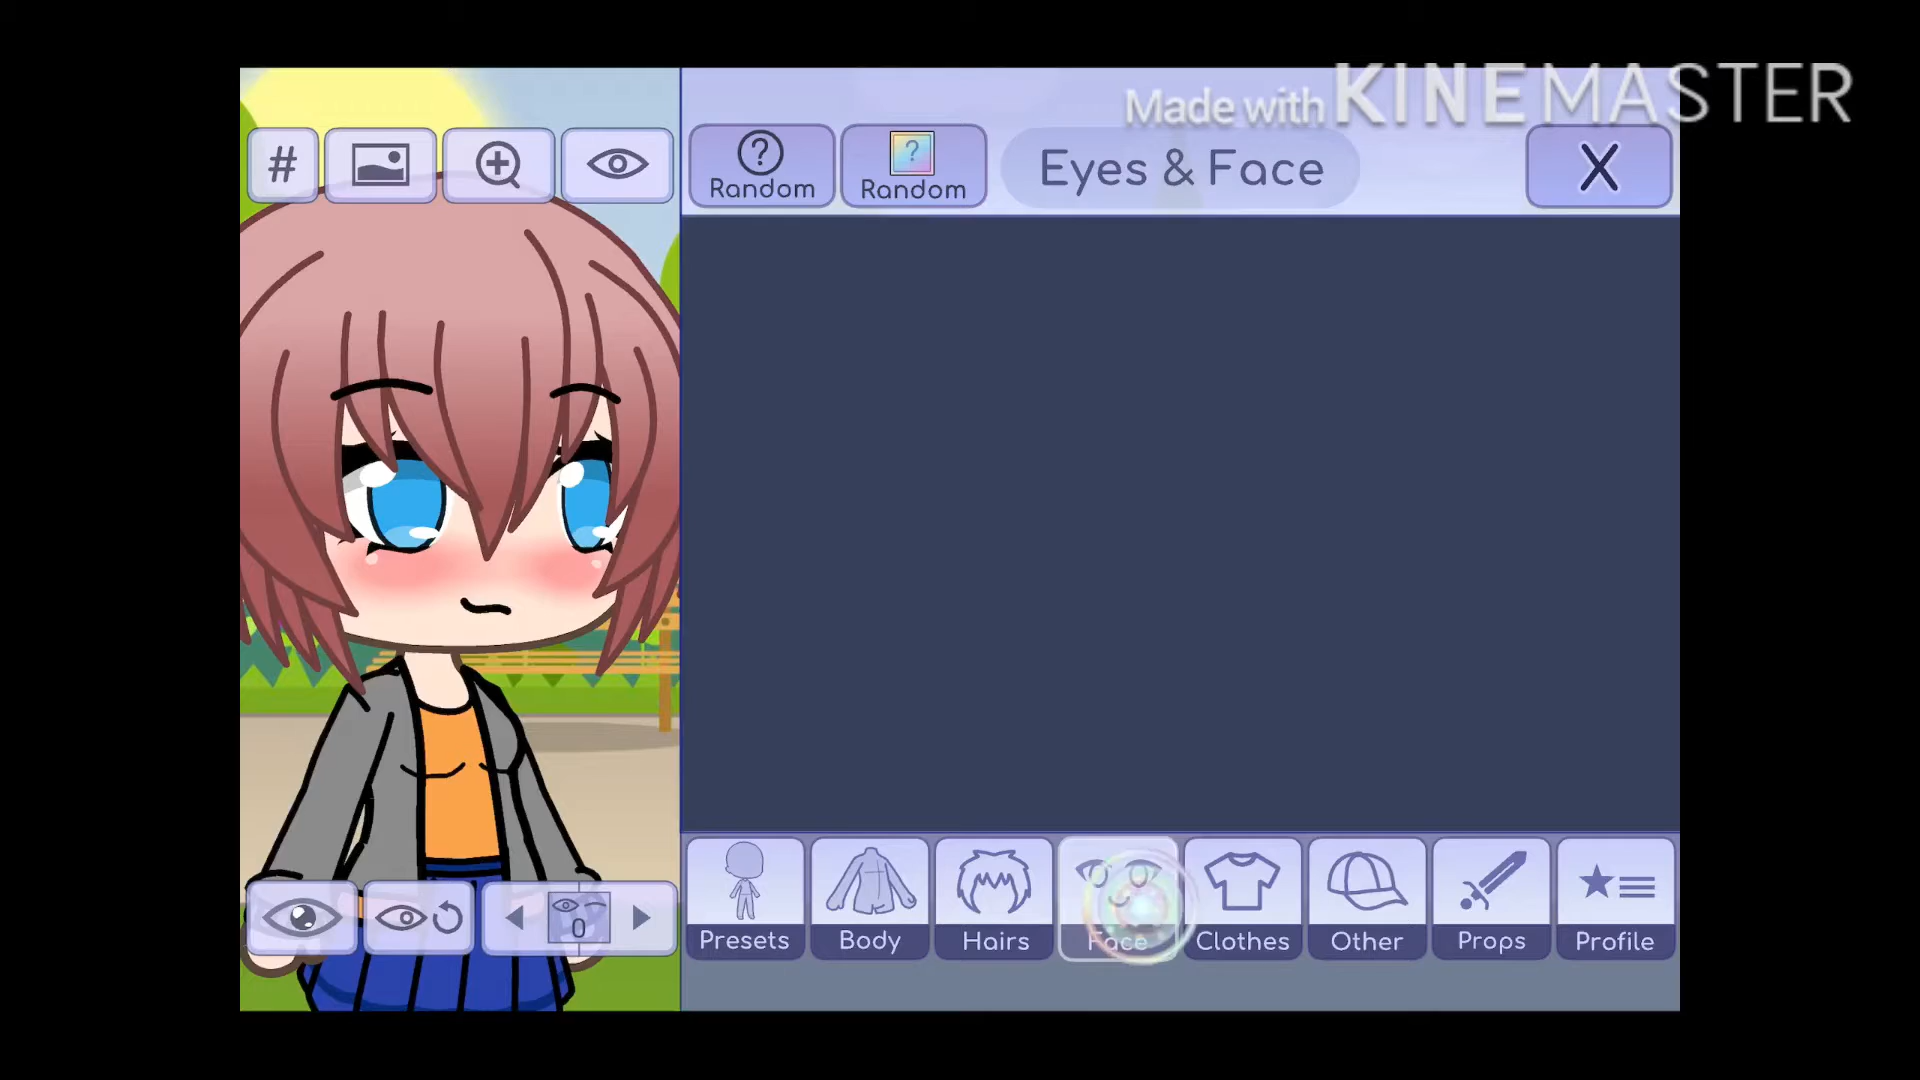 Made with KINEMASTER
#
? Random
? Random
Eyes & Face
X
0
Presets
Body
Hairs
Face
Clothes
Other
Props
Profile